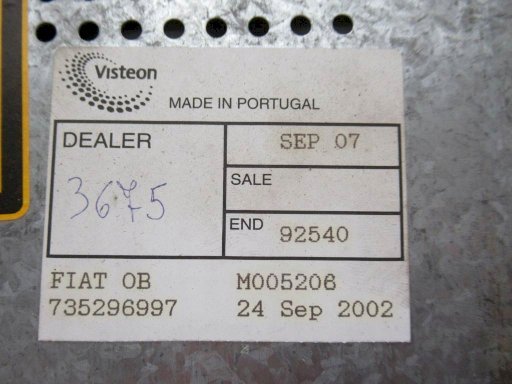 Visteon
MADE IN PORTUGAL
DEALER
3675
SEP 07
SALE
END 92540
FIAT OB M005206
735296997 24 Sep 2002